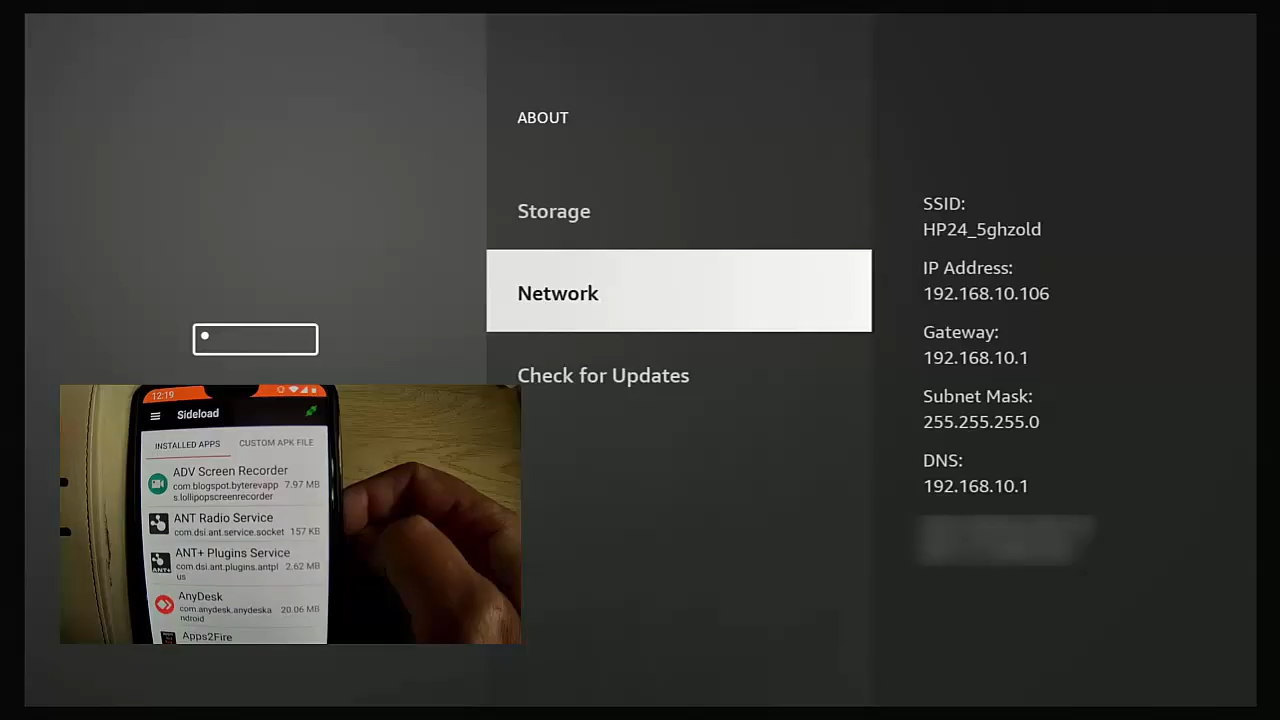 ABOUT
Storage
Network
Check for Updates
SSID:
HP24_5ghzold
IP Address:
192.168.10.106
Gateway:
192.168.10.1
Subnet Mask:
255.255.255.0
DNS:
192.168.10.1
12:19
Sideload
INSTALLED APPS
CUSTOM APK FILE
ADV Screen Recorder
com.blogspot.byterevapp
s.lollipopscreenrecorder
7.97 MB
ANT Radio Service
com.dsi.ant.service.socket
157 KB
ANT+ Plugins Service
com.dsi.ant.plugins.antpl
us
2.62 MB
ANT+
AnyDesk
com.anydesk.anydeska
ndroid
20.06 MB
Apps2Fire